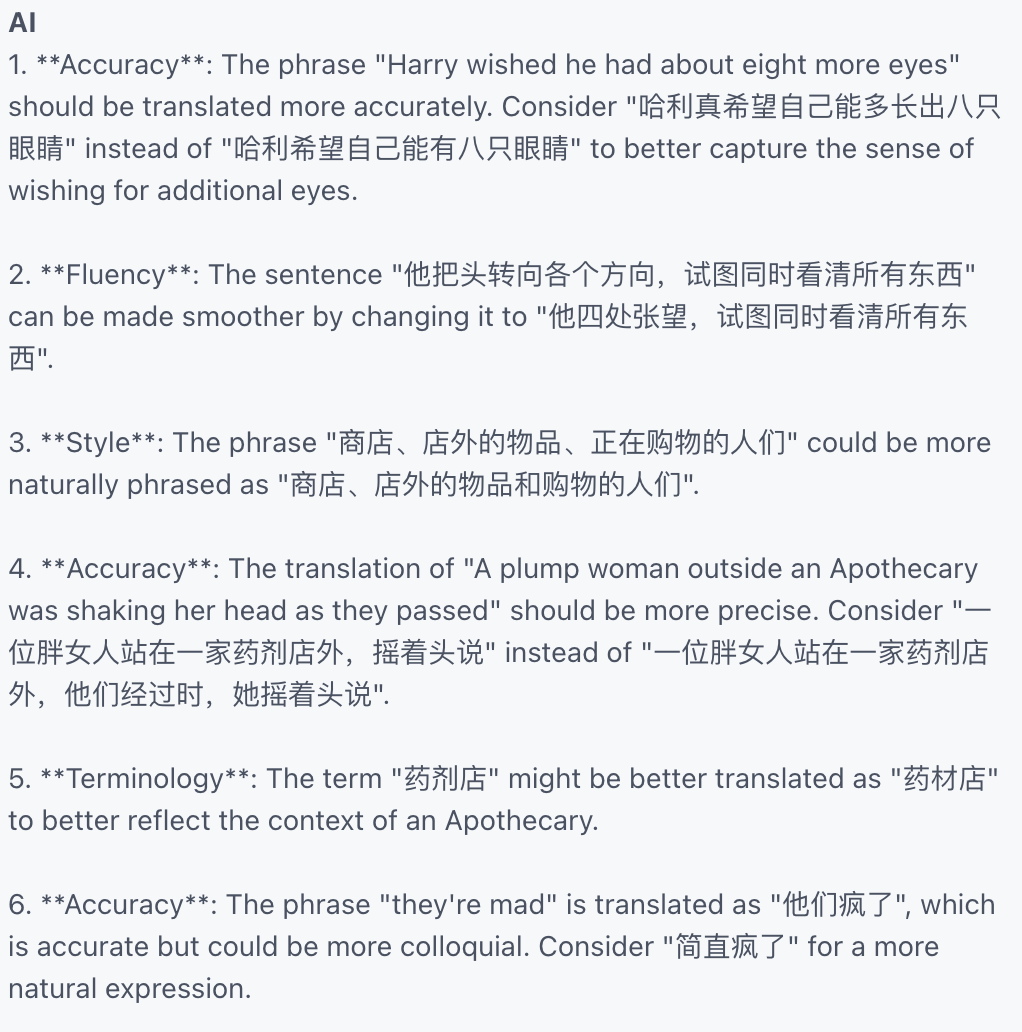 AI
1. **Accuracy**: The phrase "Harry wished he had about eight more eyes"
should be translated more accurately. Consider "哈利真希望自己能多长出八只
眼睛" instead of "哈利希望自己能有八只眼睛" to better capture the sense of
wishing for additional eyes.
2. **Fluency**: The sentence "他把头转向各个方向，试图同时看清所有东西"
can be made smoother by changing it to "他四处张望，试图同时看清所有东
西".
3. **Style**: The phrase "商店、店外的物品、正在购物的人们" could be more
naturally phrased as "商店、店外的物品和购物的人们".
4. **Accuracy**: The translation of "A plump woman outside an Apothecary
was shaking her head as they passed" should be more precise. Consider "一
位胖女人站在一家药剂店外，摇着头说" instead of "一位胖女人站在一家药剂店
外，他们经过时，她摇着头说".
5. **Terminology**: The term "药剂店" might be better translated as "药材店"
to better reflect the context of an Apothecary.
6. **Accuracy**: The phrase "they're mad" is translated as "他们疯了", which
is accurate but could be more colloquial. Consider "简直疯了" for a more
natural expression.